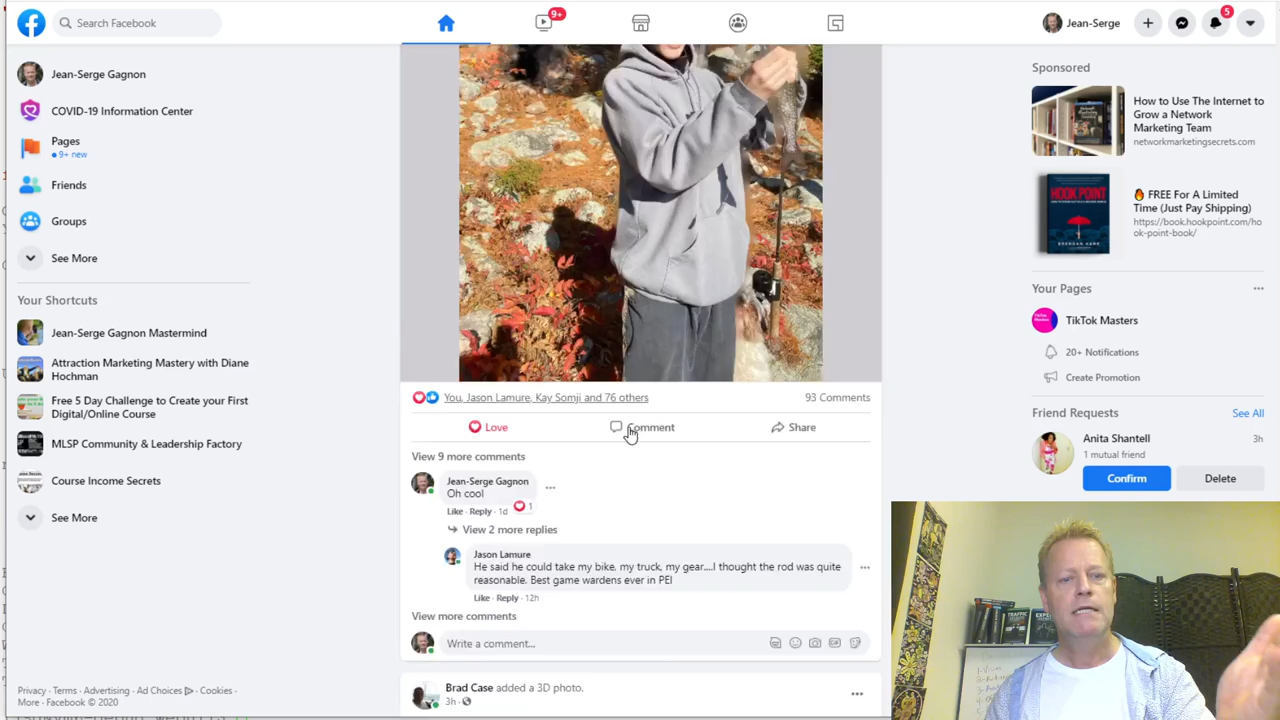 Search Facebook
9+
Jean-Serge
5
Jean-Serge Gagnon
COVID-19 Information Center
Pages
9+ new
Friends
Groups
See More
Your Shortcuts
Jean-Serge Gagnon Mastermind
Attraction Marketing Mastery with Diane
Hochman
Free 5 Day Challenge to Create your First
Digital/Online Course
MLSP Community & Leadership Factory
Course Income Secrets
See More
Privacy · Terms · Advertising · Ad Choices · Cookies ·
More · Facebook © 2020
You, Jason Lamure, Kay Somji and 76 others
93 Comments
Love
Comment
Share
View 9 more comments
Jean-Serge Gagnon
Oh cool
Like · Reply · 1d
1
View 2 more replies
Jason Lamure
He said he could take my bike, my truck, my gear....I thought the rod was quite
reasonable. Best game wardens ever in PEI
Like · Reply · 12h
View more comments
Write a comment...
GIF
Brad Case added a 3D photo.
3h ·
Sponsored
How to Use The Internet to
Grow a Network
Marketing Team
networkmarketingsecrets.com
HOOK POINT
🔥 FREE For A Limited
Time (Just Pay Shipping)
https://book.hookpoint.com/ho
ok-point-book/
Your Pages
TikTok Masters
20+ Notifications
Create Promotion
Friend Requests
See All
Anita Shantell
3h
1 mutual friend
Confirm
Delete
TRAFFIC